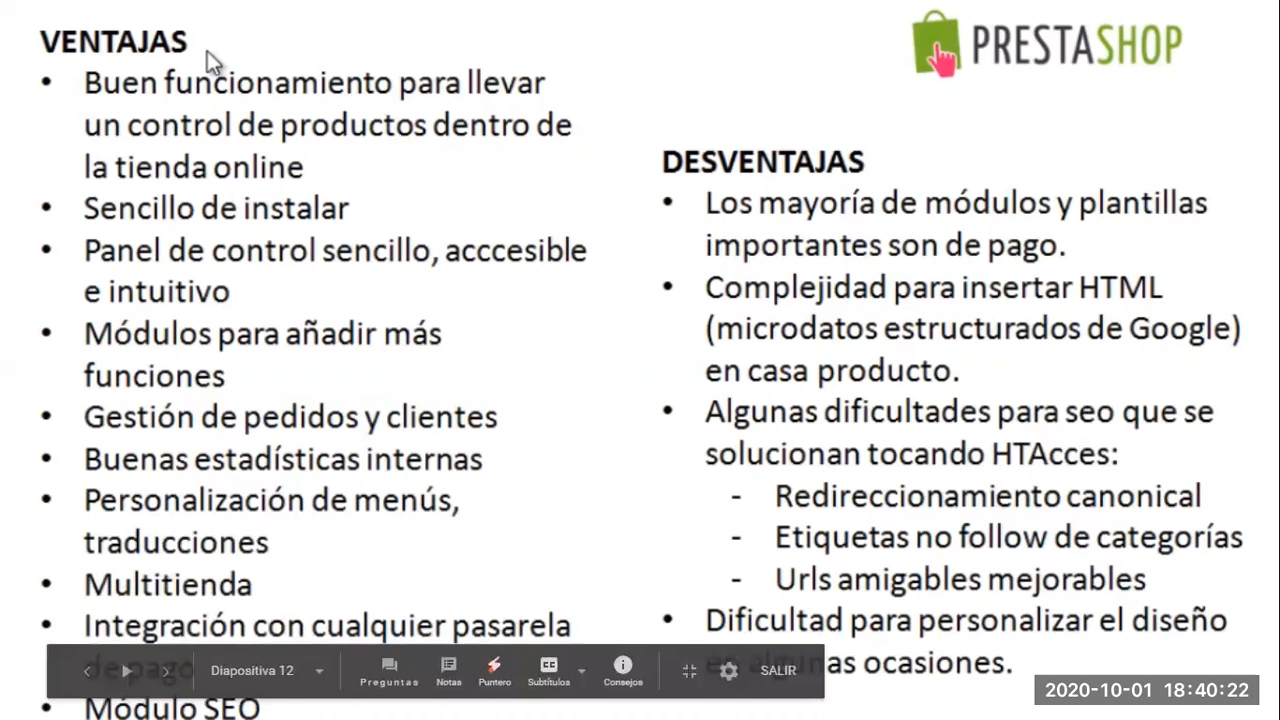 VENTAJAS
• Buen funcionamiento para llevar
un control de productos dentro de
la tienda online
• Sencillo de instalar
• Panel de control sencillo, acccesible
e intuitivo
• Módulos para añadir más
funciones
• Gestión de pedidos y clientes
• Buenas estadísticas internas
• Personalización de menús,
traducciones
• Multitienda
• Integración con cualquier pasarela
de pago
• Módulo SEO
PRESTASHOP
DESVENTAJAS
• Los mayoría de módulos y plantillas
importantes son de pago.
• Complejidad para insertar HTML
(microdatos estructurados de Google)
en casa producto.
• Algunas dificultades para seo que se
solucionan tocando HTAcces:
- Redireccionamiento canonical
- Etiquetas no follow de categorías
- Urls amigables mejorables
• Dificultad para personalizar el diseño
en algunas ocasiones.
Diapositiva 12
Preguntas
Notas
Puntero
CC
Subtítulos
Consejos
SALIR
2020-10-01 18:40:22